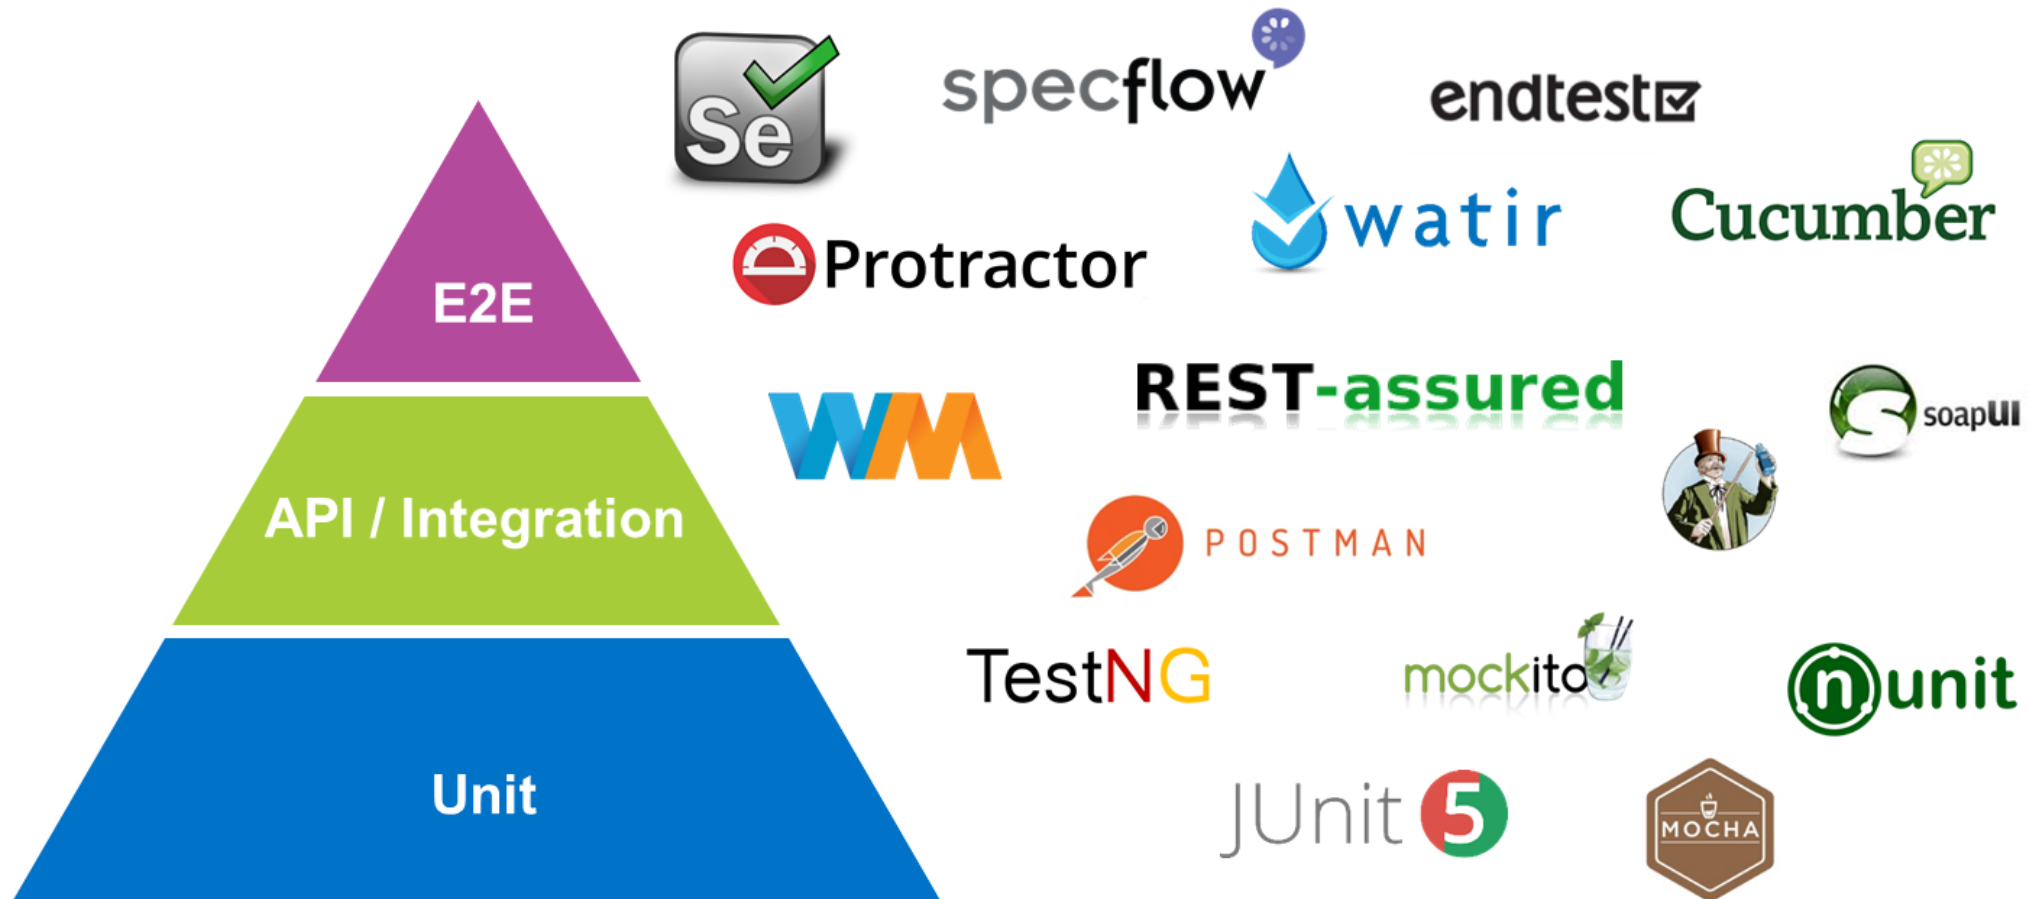 Se
specflow
endtest
watir
Cucumber
Protractor
E2E
WM
REST-assured
soapUI
API / Integration
POSTMAN
TestNG
mockito
nunit
Unit
JUnit 5
MOCHA